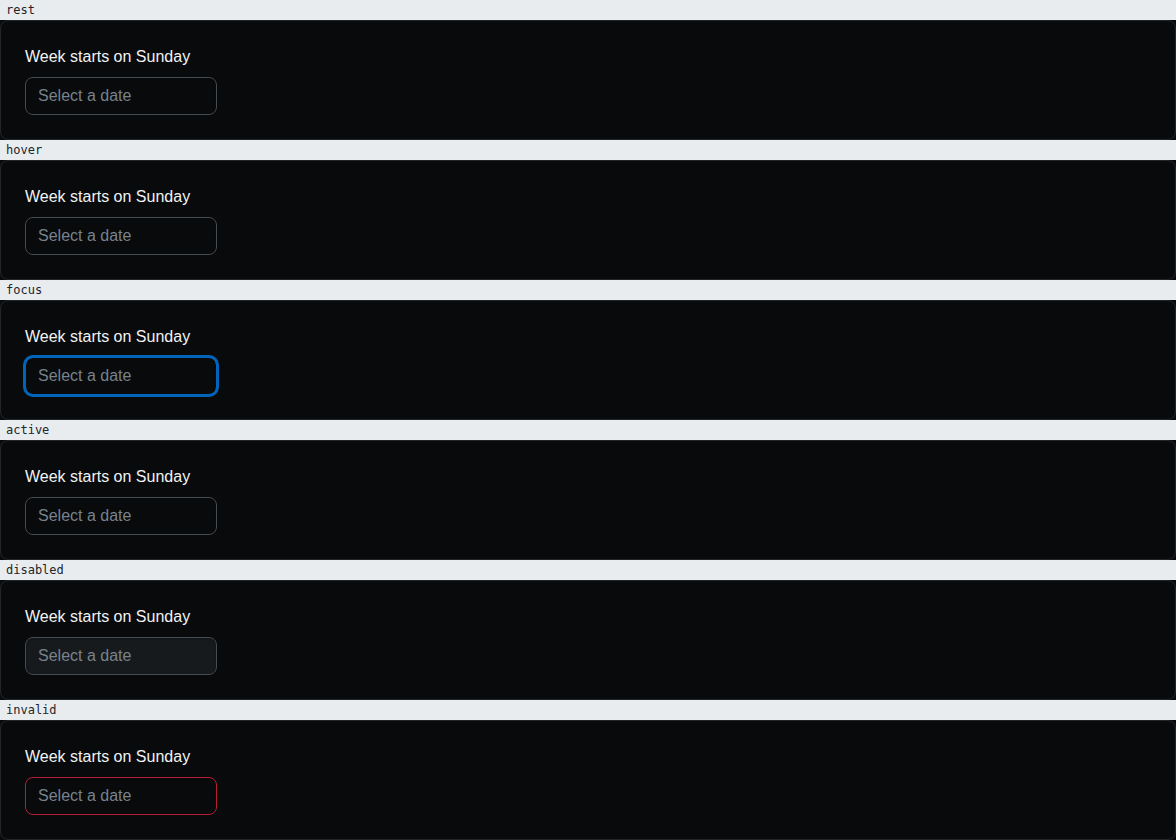 rest
Week starts on Sunday
Select a date
hover
Week starts on Sunday
Select a date
focus
Week starts on Sunday
Select a date
active
Week starts on Sunday
Select a date
disabled
Week starts on Sunday
Select a date
invalid
Week starts on Sunday
Select a date